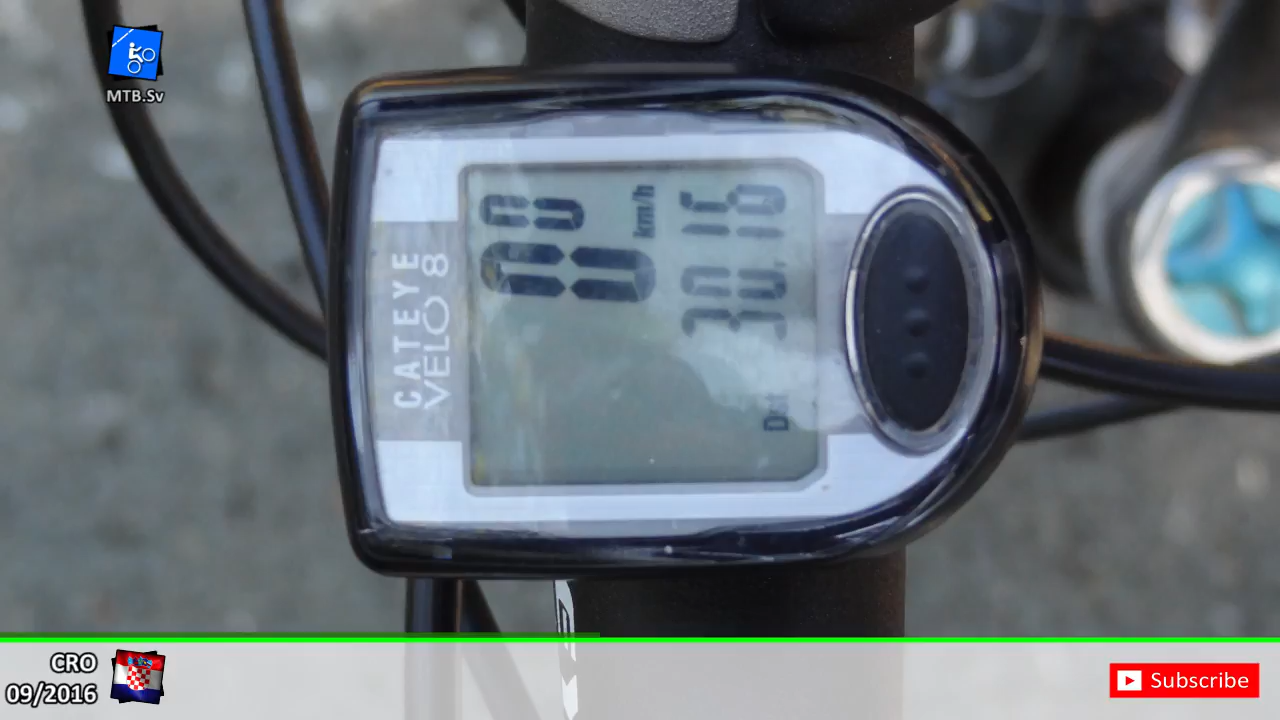 MTB.Sv
CATEYE
VELO 8
0.0
km/h
30.16
Dst
CRO
09/2016
Subscribe